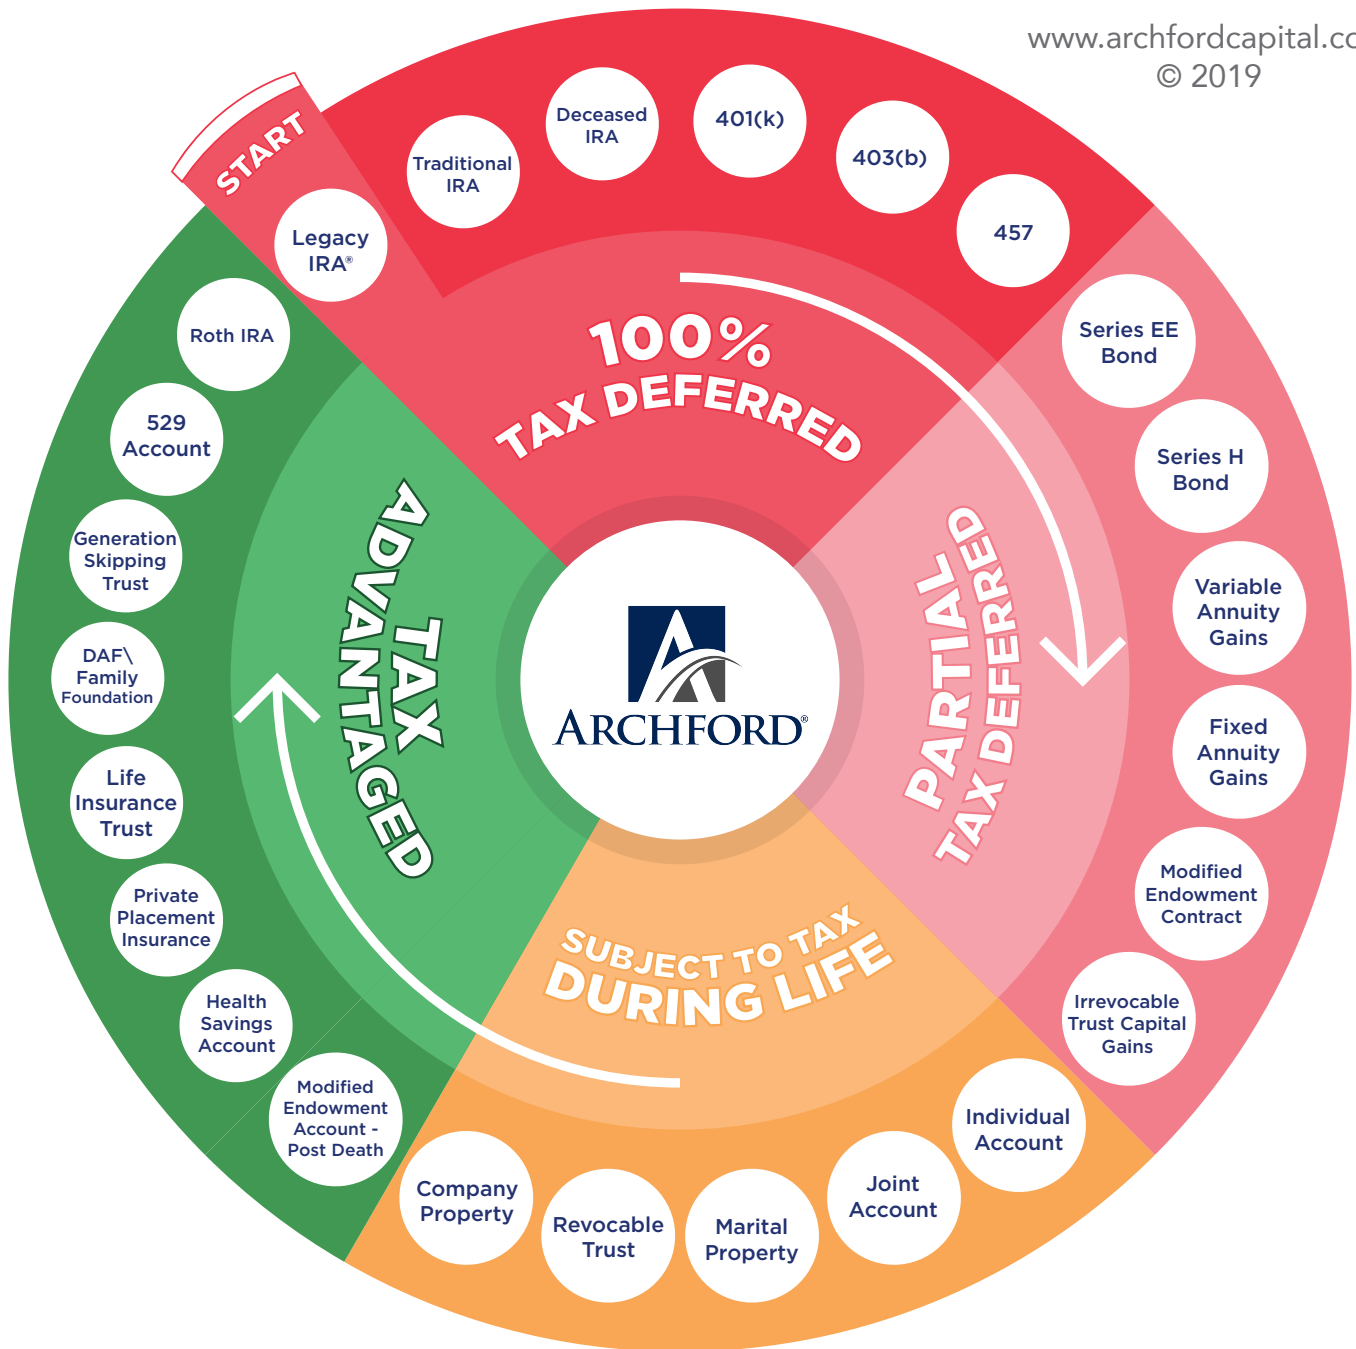 www.archfordcapital.co
© 2019
START
Legacy
IRA®
Traditional
IRA
Deceased
IRA
401(k)
403(b)
457
100%
TAX DEFERRED
Series EE
Bond
Series H
Bond
Variable
Annuity
Gains
Fixed
Annuity
Gains
Modified
Endowment
Contract
Irrevocable
Trust Capital
Gains
PARTIAL
TAX DEFERRED
Individual
Account
Joint
Account
Marital
Property
Revocable
Trust
Company
Property
SUBJECT TO TAX
DURING LIFE
Modified
Endowment
Account -
Post Death
Health
Savings
Account
Private
Placement
Insurance
Life
Insurance
Trust
DAF\
Family
Foundation
Generation
Skipping
Trust
529
Account
Roth IRA
TAX
ADVANTAGED
ARCHFORD®